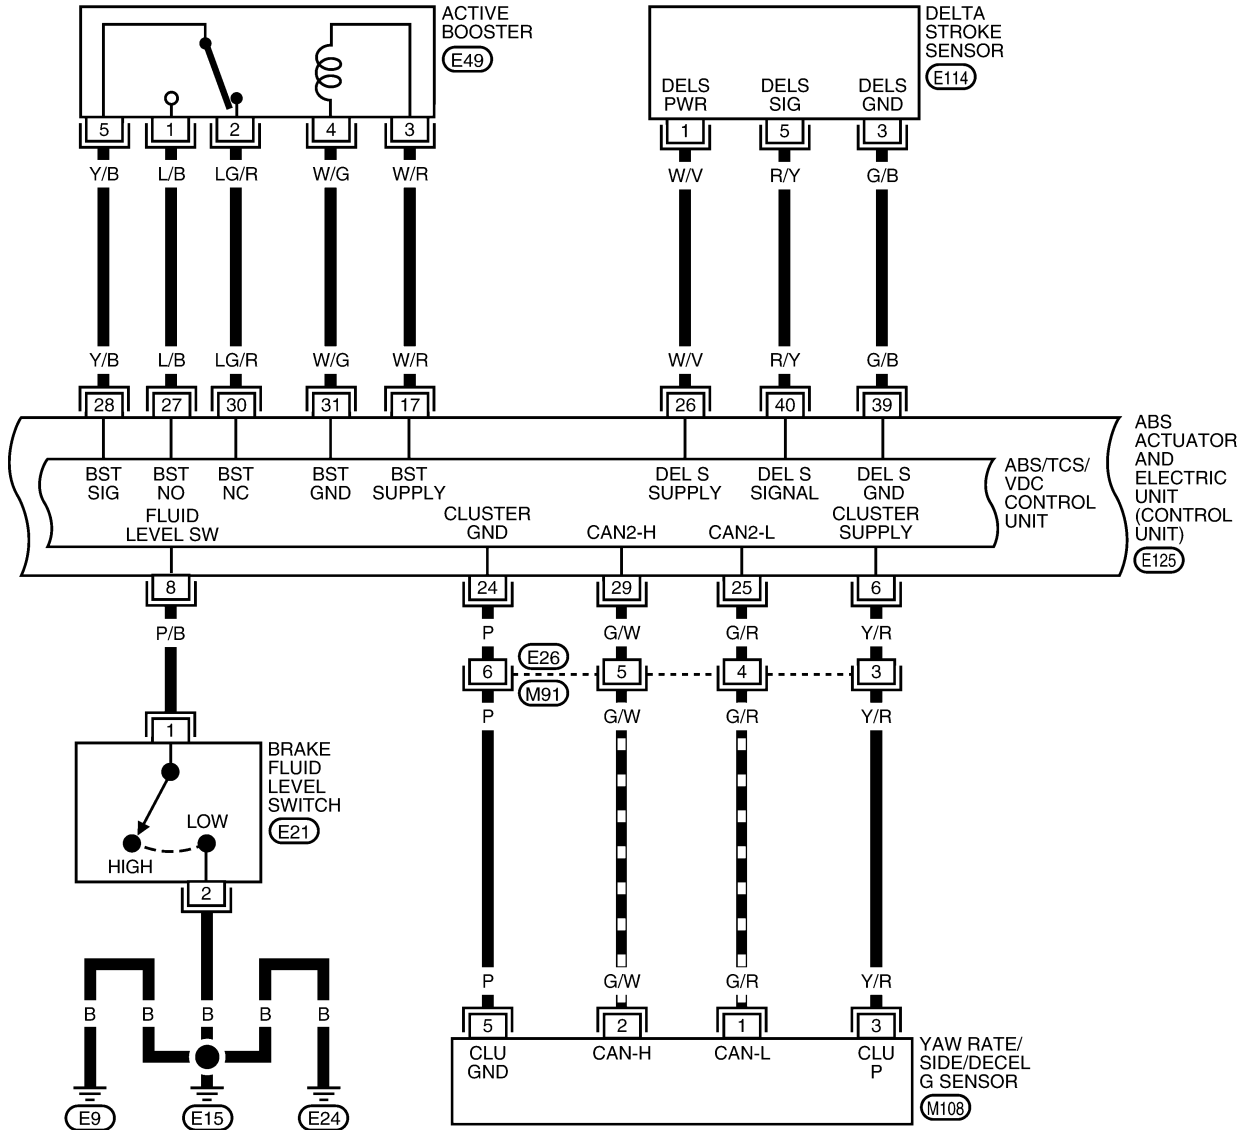 ACTIVE
BOOSTER
E49
DELTA
STROKE
SENSOR
E114
DELS
PWR
DELS
SIG
DELS
GND
5 1 2 4 3
1 5 3
Y/B L/B LG/R W/G W/R
W/V R/Y G/B
Y/B L/B LG/R W/G W/R
W/V R/Y G/B
28 27 30 31 17
26 40 39
BST
SIG
BST
NO
BST
NC
BST
GND
BST
SUPPLY
DEL S
SUPPLY
DEL S
SIGNAL
DEL S
GND
ABS/TCS/
VDC
CONTROL
UNIT
ABS
ACTUATOR
AND
ELECTRIC
UNIT
(CONTROL
UNIT)
E125
FLUID
LEVEL SW
CLUSTER
GND
CAN2-H
CAN2-L
CLUSTER
SUPPLY
8 24 29 25 6
P/B P G/W G/R Y/R
6 E26 5 4 3
M91
P G/W G/R Y/R
1
BRAKE
FLUID
LEVEL
SWITCH
E21
LOW
HIGH
2
P G/W G/R Y/R
B B B B B
5 2 1 3
CLU
GND
CAN-H
CAN-L
CLU
P
YAW RATE/
SIDE/DECEL
G SENSOR
M108
E9 E15 E24